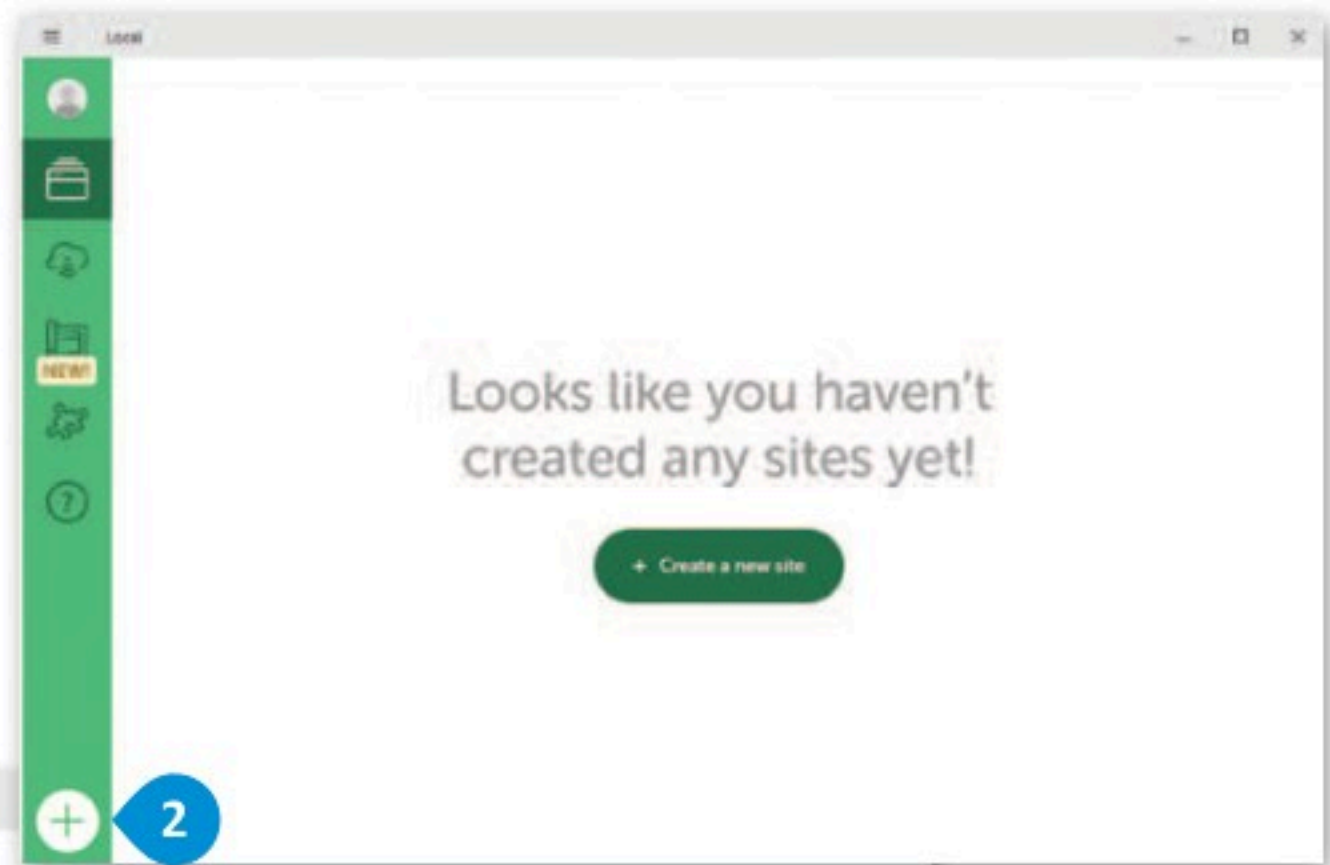 Local
NEW!
Looks like you haven't
created any sites yet!
+ Create a new site
2